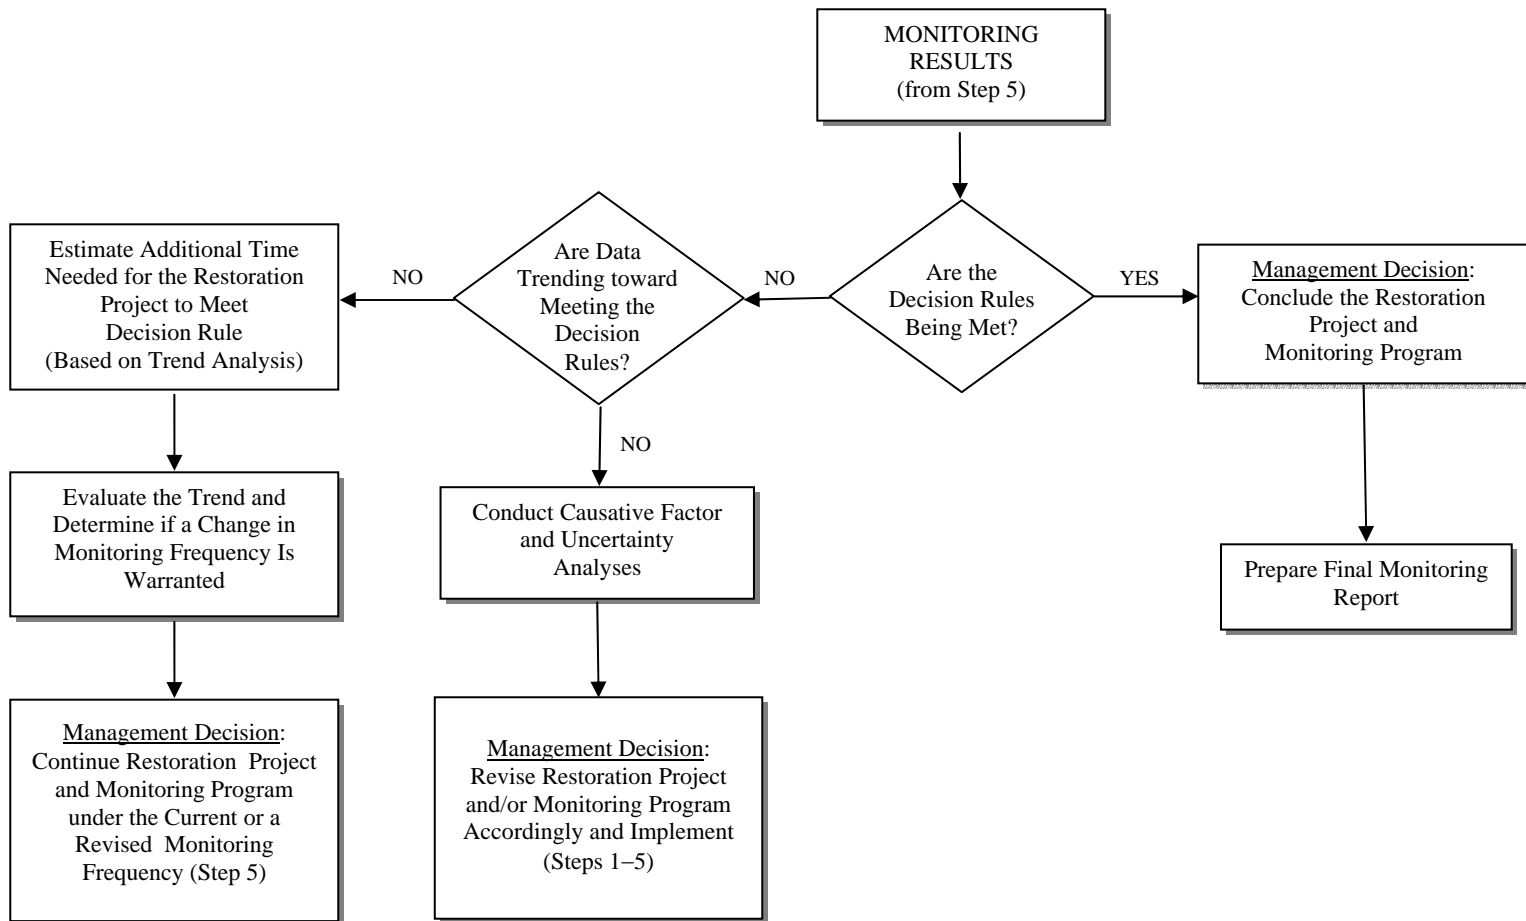 MONITORING
RESULTS
(from Step 5)
Are the
Decision Rules
Being Met?
YES
Management Decision:
Conclude the Restoration
Project and
Monitoring Program
Prepare Final Monitoring
Report
NO
Are Data
Trending toward
Meeting the
Decision
Rules?
NO
Estimate Additional Time
Needed for the Restoration
Project to Meet
Decision Rule
(Based on Trend Analysis)
Evaluate the Trend and
Determine if a Change in
Monitoring Frequency Is
Warranted
Management Decision:
Continue Restoration Project
and Monitoring Program
under the Current or a
Revised Monitoring
Frequency (Step 5)
NO
Conduct Causative Factor
and Uncertainty
Analyses
Management Decision:
Revise Restoration Project
and/or Monitoring Program
Accordingly and Implement
(Steps 1–5)